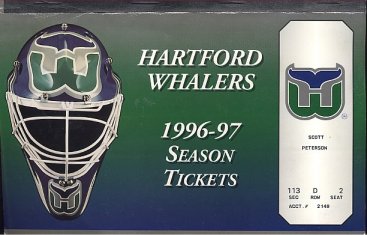 HARTFORD
WHALERS
1996-97
SEASON
TICKETS
SCOTT
PETERSON
113 D 2
SEC ROW SEAT
ACCT.# 2149